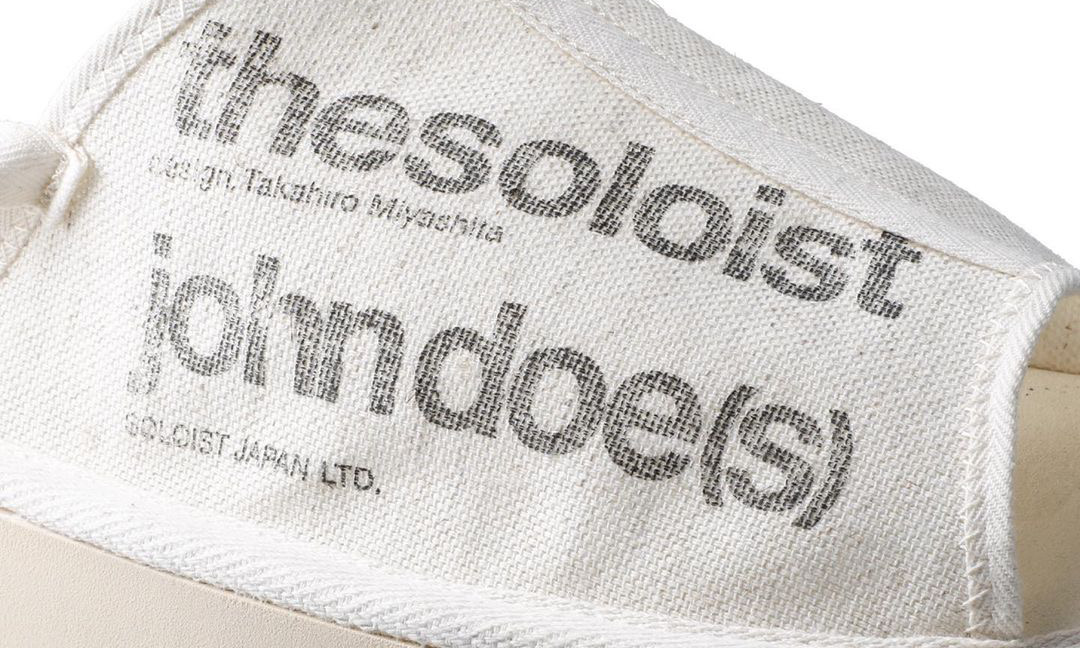 thesoloist
design. Takahiro Miyashita
johndoe(s)
SOLOIST JAPAN LTD.